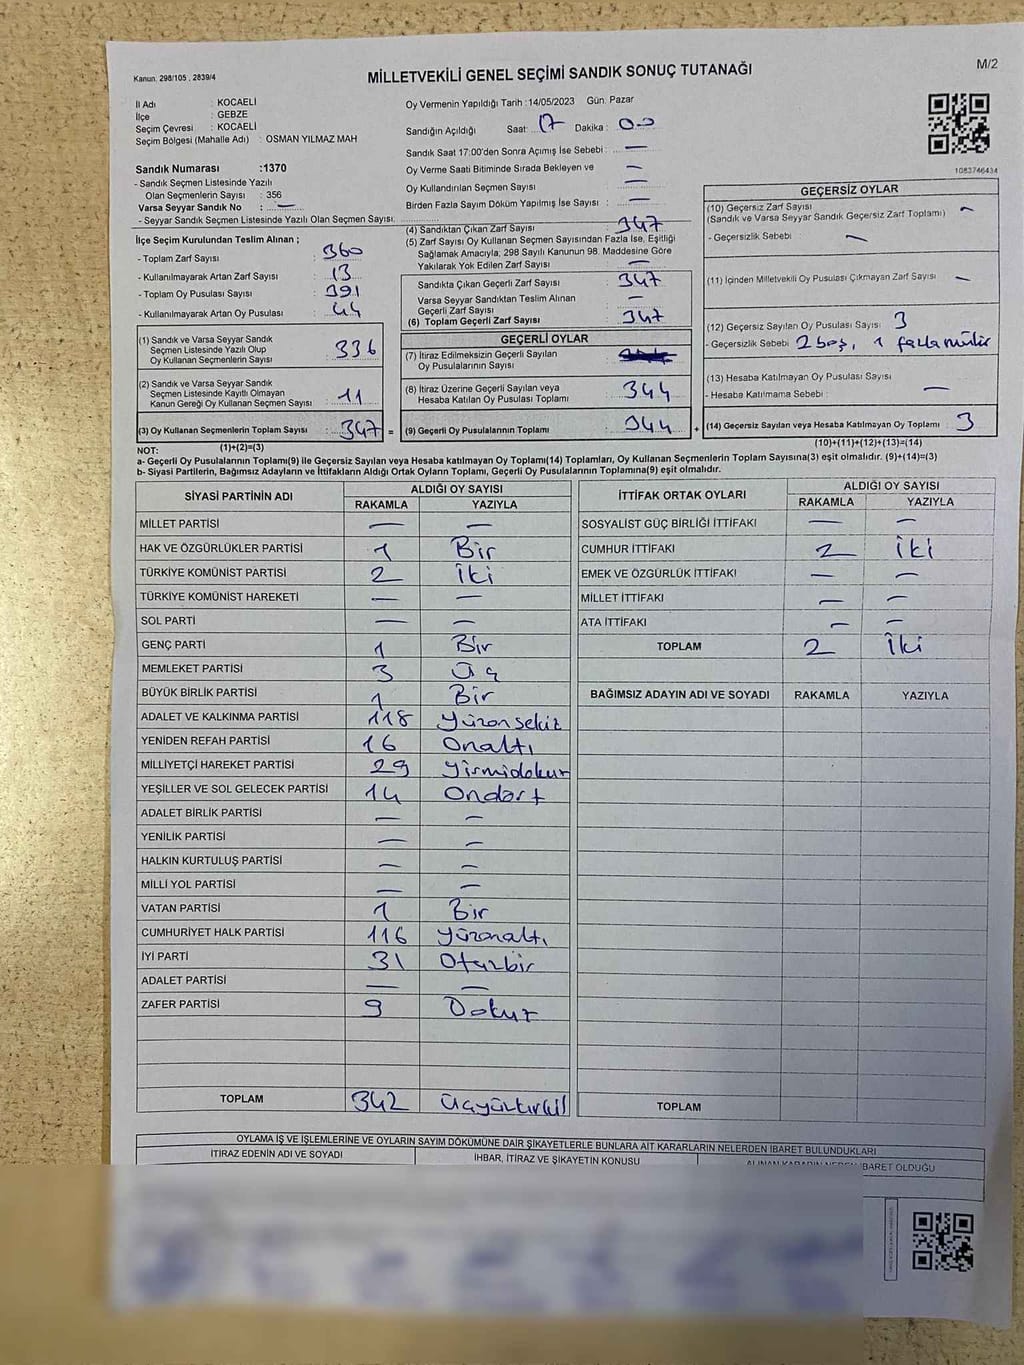 Kanun. 298/105 , 2839/4
MİLLETVEKİLİ GENEL SEÇİMİ SANDIK SONUÇ TUTANAĞI
M/2
İl Adı : KOCAELİ
İlçe : GEBZE
Seçim Çevresi : KOCAELİ
Seçim Bölgesi (Mahalle Adı) : OSMAN YILMAZ MAH
Sandık Numarası :1370
- Sandık Seçmen Listesinde Yazılı
Olan Seçmenlerin Sayısı : 356
Varsa Seyyar Sandık No : —
- Seyyar Sandık Seçmen Listesinde Yazılı Olan Seçmen Sayısı:
Oy Vermenin Yapıldığı Tarih :14/05/2023 Gün. Pazar
Sandığın Açıldığı Saat: 17 Dakika : 00
Sandık Saat 17:00'den Sonra Açımış İse Sebebi : —
Oy Verme Saati Bitiminde Sırada Bekleyen ve —
Oy Kullandırılan Seçmen Sayısı : —
Birden Fazla Sayım Döküm Yapılmış İse Sayısı : —
1083746434
İlçe Seçim Kurulundan Teslim Alınan ;
- Toplam Zarf Sayısı : 360
- Kullanılmayarak Artan Zarf Sayısı : 13
- Toplam Oy Pusulası Sayısı : 391
- Kullanılmayarak Artan Oy Pusulası : 44
(1) Sandık ve Varsa Seyyar Sandık
Seçmen Listesinde Yazılı Olup
Oy Kullanan Seçmenlerin Sayısı : 336
(2) Sandık ve Varsa Seyyar Sandık
Seçmen Listesinde Kayıtlı Olmayan
Kanun Gereği Oy Kullanan Seçmen Sayısı : 11
(3) Oy Kullanan Seçmenlerin Toplam Sayısı : 347 =
(4) Sandıktan Çıkan Zarf Sayısı : 347
(5) Zarf Sayısı Oy Kullanan Seçmen Sayısından Fazla İse, Eşitliği
Sağlamak Amacıyla; 298 Sayılı Kanunun 98. Maddesine Göre
Yakılarak Yok Edilen Zarf Sayısı : —
Sandıkta Çıkan Geçerli Zarf Sayısı : 347
Varsa Seyyar Sandıktan Teslim Alınan
Geçerli Zarf Sayısı : —
(6) Toplam Geçerli Zarf Sayısı : 347
GEÇERLİ OYLAR
(7) İtiraz Edilmeksizin Geçerli Sayılan
Oy Pusulalarının Sayısı
(8) İtiraz Üzerine Geçerli Sayılan veya
Hesaba Katılan Oy Pusulası Toplamı : 344
(9) Geçerli Oy Pusulalarının Toplamı : 344 +
GEÇERSİZ OYLAR
(10) Geçersiz Zarf Sayısı : —
(Sandık ve Varsa Seyyar Sandık Geçersiz Zarf Toplamı)
- Geçersizlik Sebebi : —
(11) İçinden Milletvekili Oy Pusulası Çıkmayan Zarf Sayısı —
(12) Geçersiz Sayılan Oy Pusulası Sayısı : 3
- Geçersizlik Sebebi : 2 boş, 1 fazla mühür
(13) Hesaba Katılmayan Oy Pusulası Sayısı
- Hesaba Katılmama Sebebi : —
(14) Geçersiz Sayılan veya Hesaba Katılmayan Oy Toplamı : 3
NOT: (1)+(2)=(3)
(10)+(11)+(12)+(13)=(14)
a- Geçerli Oy Pusulalarının Toplamı(9) ile Geçersiz Sayılan veya Hesaba katılmayan Oy Toplamı(14) Toplamları, Oy Kullanan Seçmenlerin Toplam Sayısına(3) eşit olmalıdır. (9)+(14)=(3)
b- Siyasi Partilerin, Bağımsız Adayların ve İttifakların Aldığı Ortak Oyların Toplamı, Geçerli Oy Pusulalarının Toplamına(9) eşit olmalıdır.
SİYASİ PARTİNİN ADI ALDIĞI OY SAYISI
RAKAMLA YAZIYLA
MİLLET PARTİSİ — —
HAK VE ÖZGÜRLÜKLER PARTİSİ 1 Bir
TÜRKİYE KOMÜNİST PARTİSİ 2 İki
TÜRKİYE KOMÜNİST HAREKETİ — —
SOL PARTİ — —
GENÇ PARTİ 1 Bir
MEMLEKET PARTİSİ 3 Üç
BÜYÜK BİRLİK PARTİSİ 1 Bir
ADALET VE KALKINMA PARTİSİ 118 yüzonsekiz
YENİDEN REFAH PARTİSİ 16 Onaltı
MİLLİYETÇİ HAREKET PARTİSİ 29 yirmidokuz
YEŞİLLER VE SOL GELECEK PARTİSİ 14 Ondört
ADALET BİRLİK PARTİSİ — —
YENİLİK PARTİSİ — —
HALKIN KURTULUŞ PARTİSİ — —
MİLLİ YOL PARTİSİ — —
VATAN PARTİSİ 1 Bir
CUMHURİYET HALK PARTİSİ 116 yüzonaltı
İYİ PARTİ 31 Otuzbir
ADALET PARTİSİ — —
ZAFER PARTİSİ 9 Dokuz
TOPLAM 342 Üçyüzkırkiki
İTTİFAK ORTAK OYLARI ALDIĞI OY SAYISI
RAKAMLA YAZIYLA
SOSYALİST GÜÇ BİRLİĞİ İTTİFAKI — —
CUMHUR İTTİFAKI 2 İki
EMEK VE ÖZGÜRLÜK İTTİFAKI — —
MİLLET İTTİFAKI — —
ATA İTTİFAKI — —
TOPLAM 2 İki
BAĞIMSIZ ADAYIN ADI VE SOYADI RAKAMLA YAZIYLA
TOPLAM
OYLAMA İŞ VE İŞLEMLERİNE VE OYLARIN SAYIM DÖKÜMÜNE DAİR ŞİKAYETLERLE BUNLARA AİT KARARLARIN NELERDEN İBARET BULUNDUKLARI
İTİRAZ EDENİN ADI VE SOYADI
İHBAR, İTİRAZ VE ŞİKAYETİN KONUSU
ALINAN KARARIN NEDEN İBARET OLDUĞU